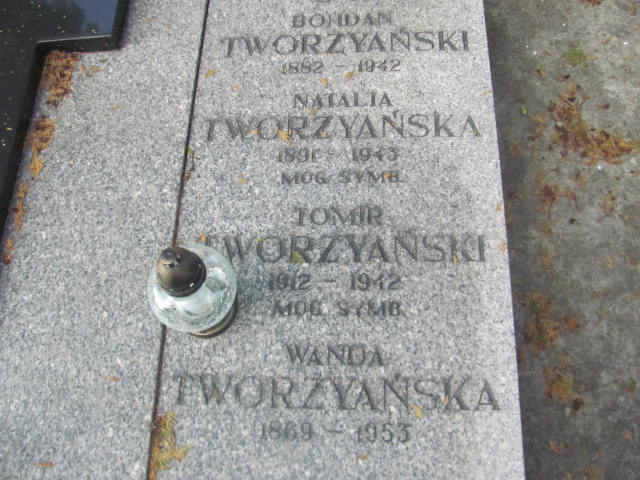 BOHDAN
TWORZYAŃSKI
1882 - 1942
NATALIA
TWORZYAŃSKA
1891 - 1943
MOG. SYMB.
TOMIR
TWORZYAŃSKI
1912 - 1942
MOG. SYMB.
WANDA
TWORZYAŃSKA
1869 - 1953